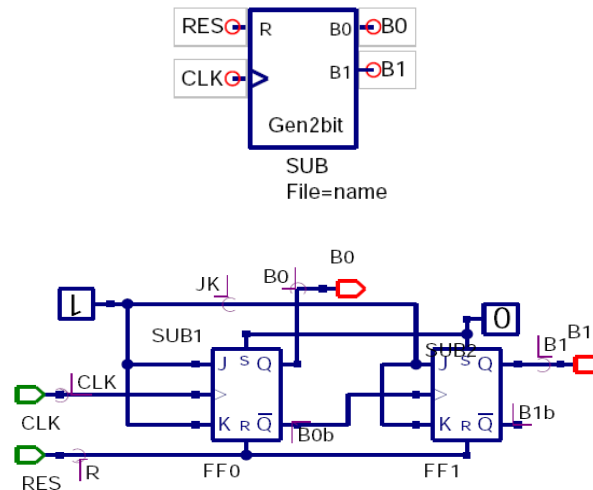 RES R B0 B0
CLK B1 B1
Gen2bit
SUB
File=name
B0
JK B0
1 0
SUB1 SUB2 B1 B1
J S Q J S Q
CLK
CLK K R Q K R Q B0b B1b
RES R FF0 FF1